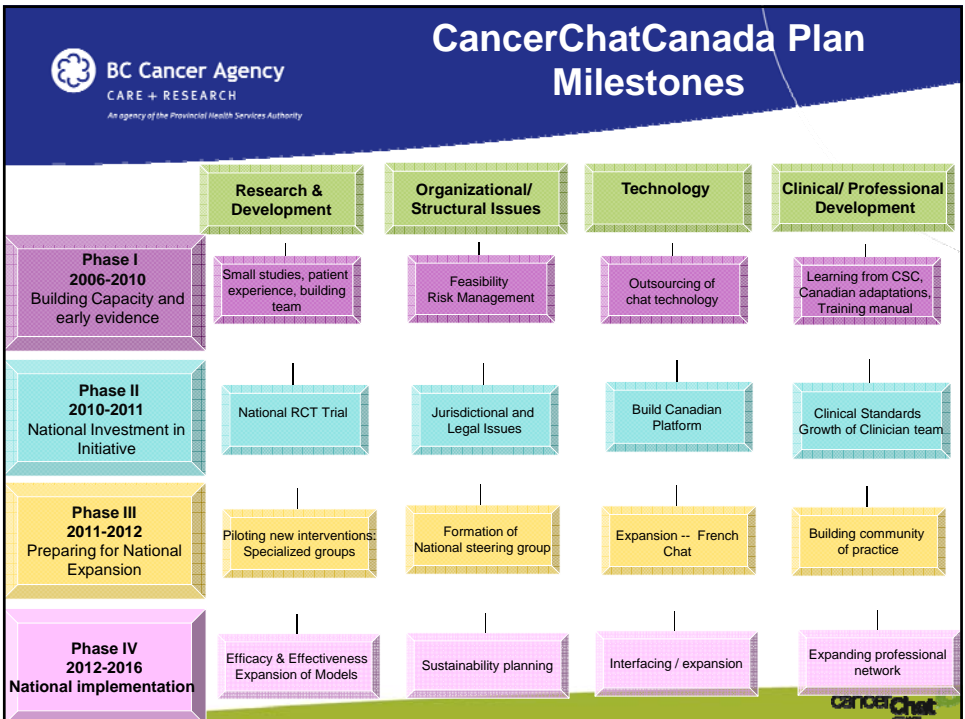 CancerChatCanada Plan
Milestones
BC Cancer Agency
CARE + RESEARCH
An agency of the Provincial Health Services Authority
Research &
Development
Organizational/
Structural Issues
Technology
Clinical/ Professional
Development
Phase I
2006-2010
Building Capacity and
early evidence
Small studies, patient
experience, building
team
Feasibility
Risk Management
Outsourcing of
chat technology
Learning from CSC,
Canadian adaptations,
Training manual
Phase II
2010-2011
National Investment in
Initiative
National RCT Trial
Jurisdictional and
Legal Issues
Build Canadian
Platform
Clinical Standards
Growth of Clinician team
Phase III
2011-2012
Preparing for National
Expansion
Piloting new interventions:
Specialized groups
Formation of
National steering group
Expansion -- French
Chat
Building community
of practice
Phase IV
2012-2016
National implementation
Efficacy & Effectiveness
Expansion of Models
Sustainability planning
Interfacing / expansion
Expanding professional
network
cancerChat